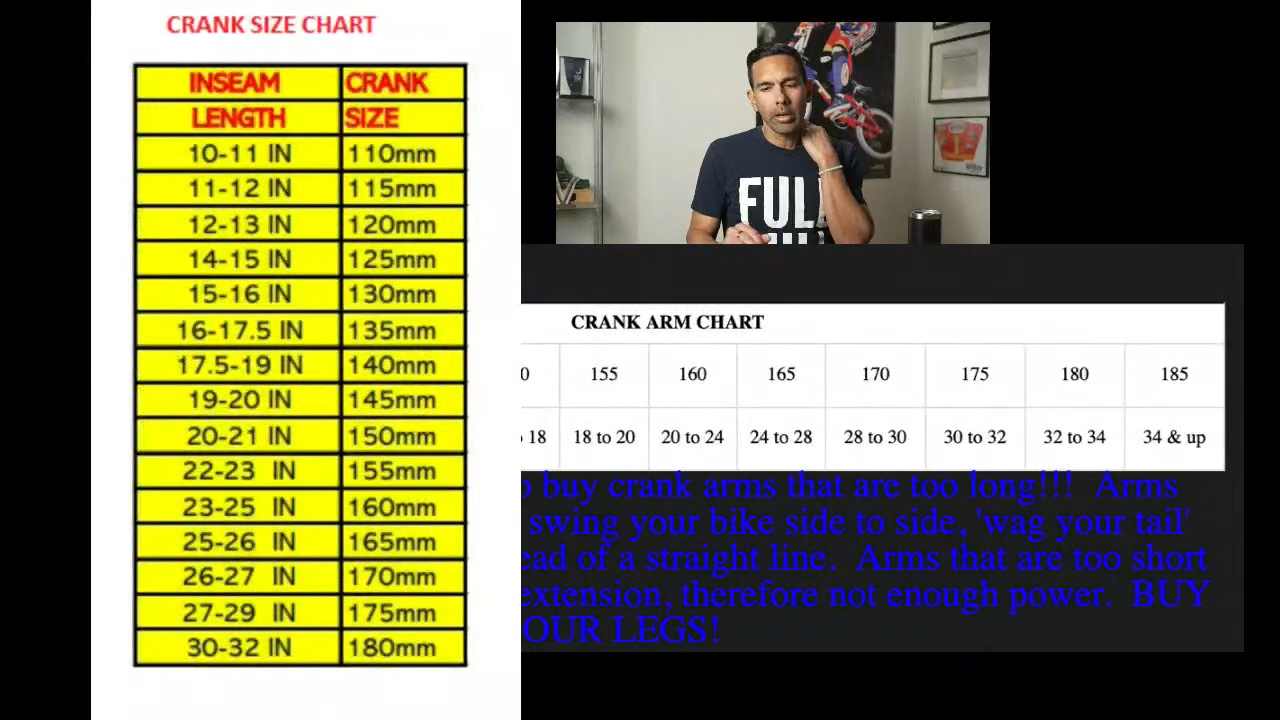 CRANK SIZE CHART
INSEAM CRANK
LENGTH SIZE
10-11 IN 110mm
11-12 IN 115mm
12-13 IN 120mm
14-15 IN 125mm
15-16 IN 130mm
16-17.5 IN 135mm
17.5-19 IN 140mm
19-20 IN 145mm
20-21 IN 150mm
22-23 IN 155mm
23-25 IN 160mm
25-26 IN 165mm
26-27 IN 170mm
27-29 IN 175mm
30-32 IN 180mm
FULL
CRANK ARM CHART
0 155 160 165 170 175 180 185
18 18 to 20 20 to 24 24 to 28 28 to 30 30 to 32 32 to 34 34 & up
buy crank arms that are too long!!! Arms
swing your bike side to side, 'wag your tail'
ead of a straight line. Arms that are too short
extension, therefore not enough power. BUY
OUR LEGS!